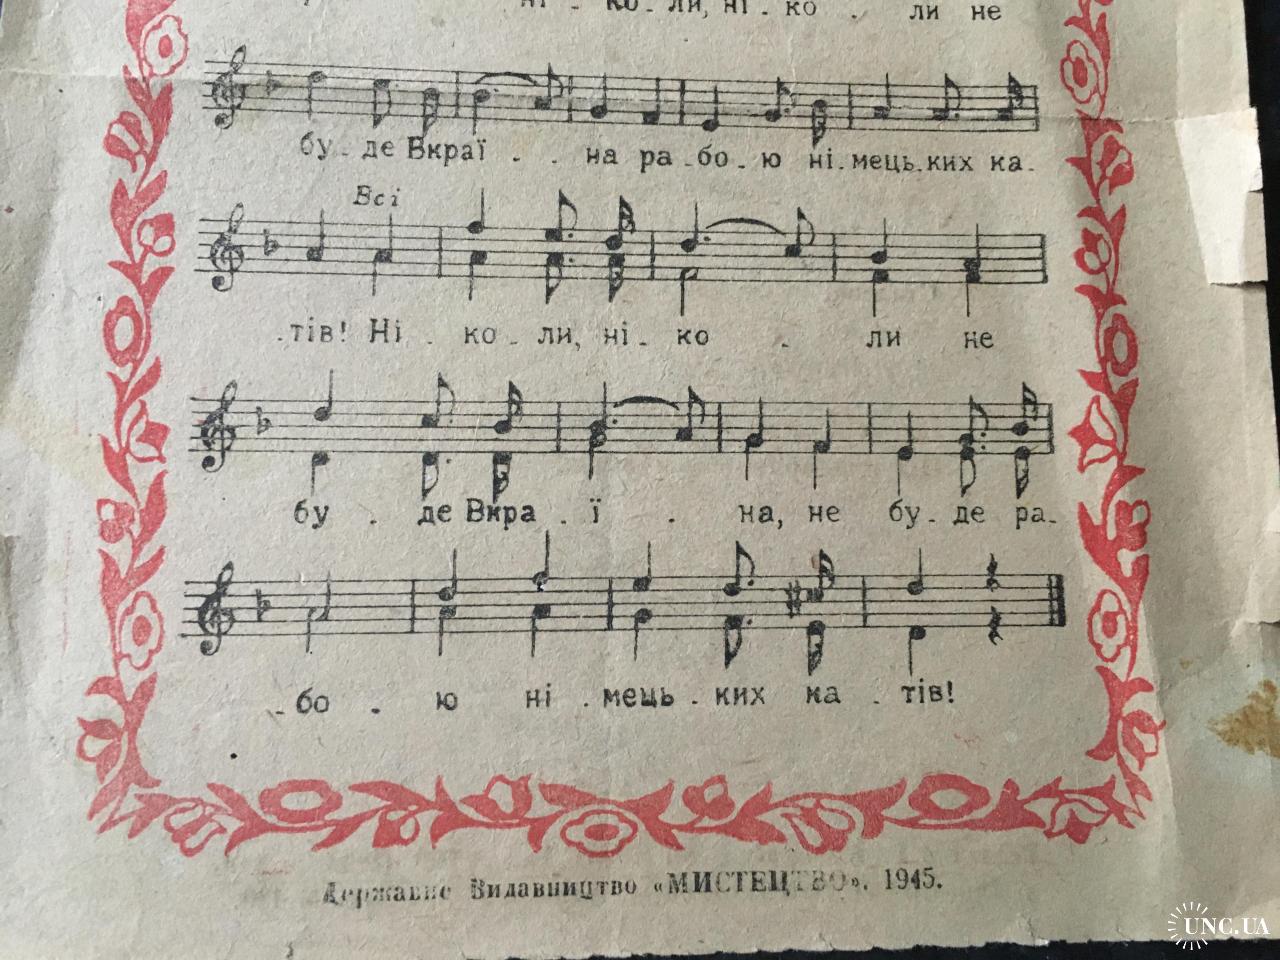 ні . ко . ли, ні . ко . ли не
бу . де Вкраї . . на ра . бо . ю ні . мець . ких ка .
Всі
. тів! Ні . ко . ли, ні . ко . ли не
бу . де Вкра . ї . на, не бу . де ра .
. бо . ю ні . мець . ких ка . тів!
Державне Видавництво «МИСТЕЦТВО». 1945.
UNC.UA